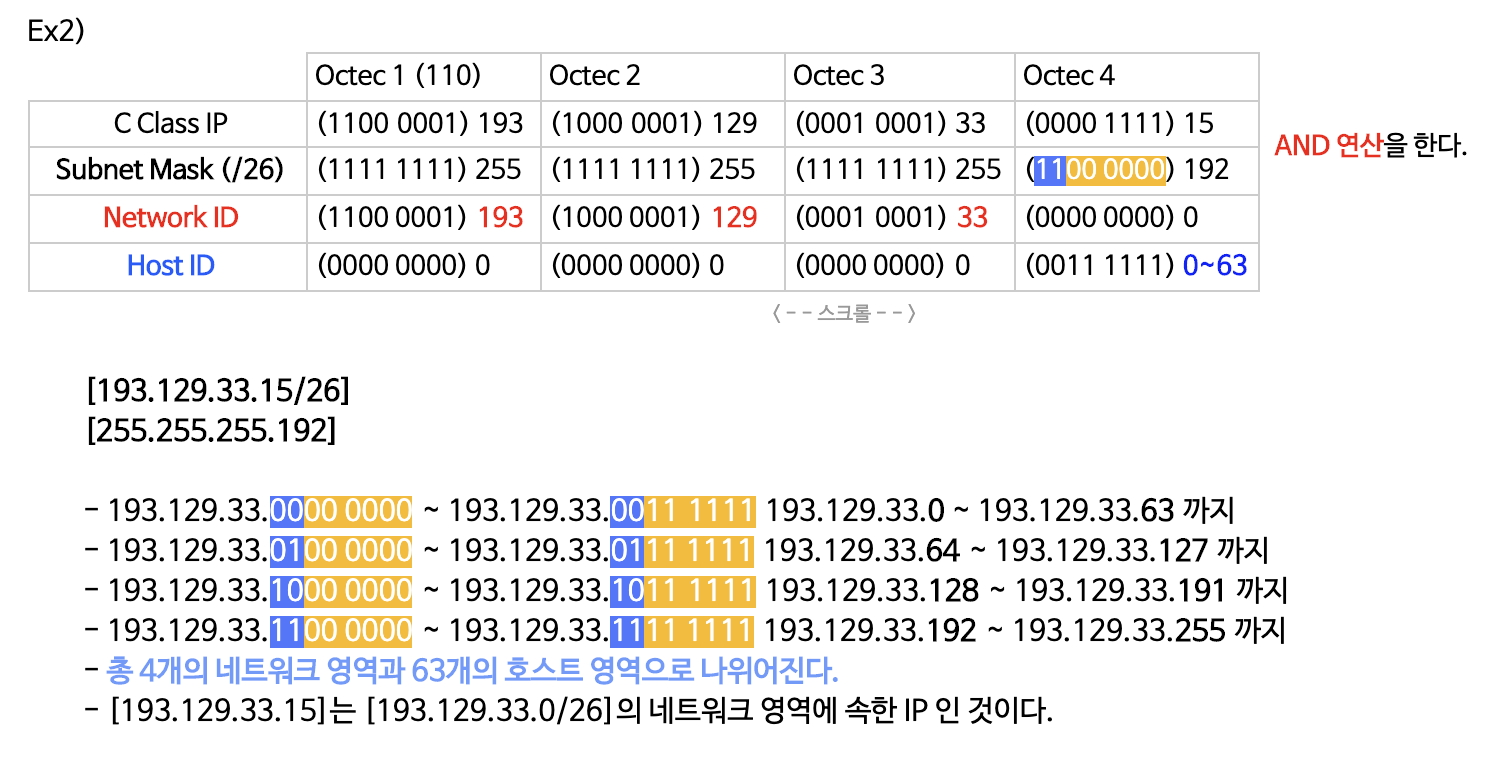 Ex2)
Octec 1 (110) Octec 2 Octec 3 Octec 4
C Class IP (1100 0001) 193 (1000 0001) 129 (0001 0001) 33 (0000 1111) 15
AND 연산을 한다.
Subnet Mask (/26) (1111 1111) 255 (1111 1111) 255 (1111 1111) 255 (1100 0000) 192
Network ID (1100 0001) 193 (1000 0001) 129 (0001 0001) 33 (0000 0000) 0
Host ID (0000 0000) 0 (0000 0000) 0 (0000 0000) 0 (0011 1111) 0~63
〈 - - 스크롤 - - 〉
[193.129.33.15/26]
[255.255.255.192]
- 193.129.33.0000 0000 ~ 193.129.33.0011 1111 193.129.33.0 ~ 193.129.33.63 까지
- 193.129.33.0100 0000 ~ 193.129.33.0111 1111 193.129.33.64 ~ 193.129.33.127 까지
- 193.129.33.1000 0000 ~ 193.129.33.1011 1111 193.129.33.128 ~ 193.129.33.191 까지
- 193.129.33.1100 0000 ~ 193.129.33.1111 1111 193.129.33.192 ~ 193.129.33.255 까지
- 총 4개의 네트워크 영역과 63개의 호스트 영역으로 나위어진다.
- [193.129.33.15]는 [193.129.33.0/26]의 네트워크 영역에 속한 IP 인 것이다.